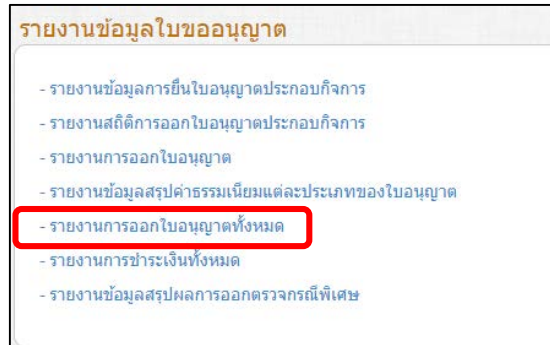 รายงานข้อมูลใบขออนุญาต
- รายงานข้อมูลการยื่นใบอนุญาตประกอบกิจการ
- รายงานสถิติการออกใบอนุญาตประกอบกิจการ
- รายงานการออกใบอนุญาต
- รายงานข้อมูลสรุปค่าธรรมเนียมแต่ละประเภทของใบอนุญาต
- รายงานการออกใบอนุญาตทั้งหมด
- รายงานการชำระเงินทั้งหมด
- รายงานข้อมูลสรุปผลการออกตรวจกรณีพิเศษ